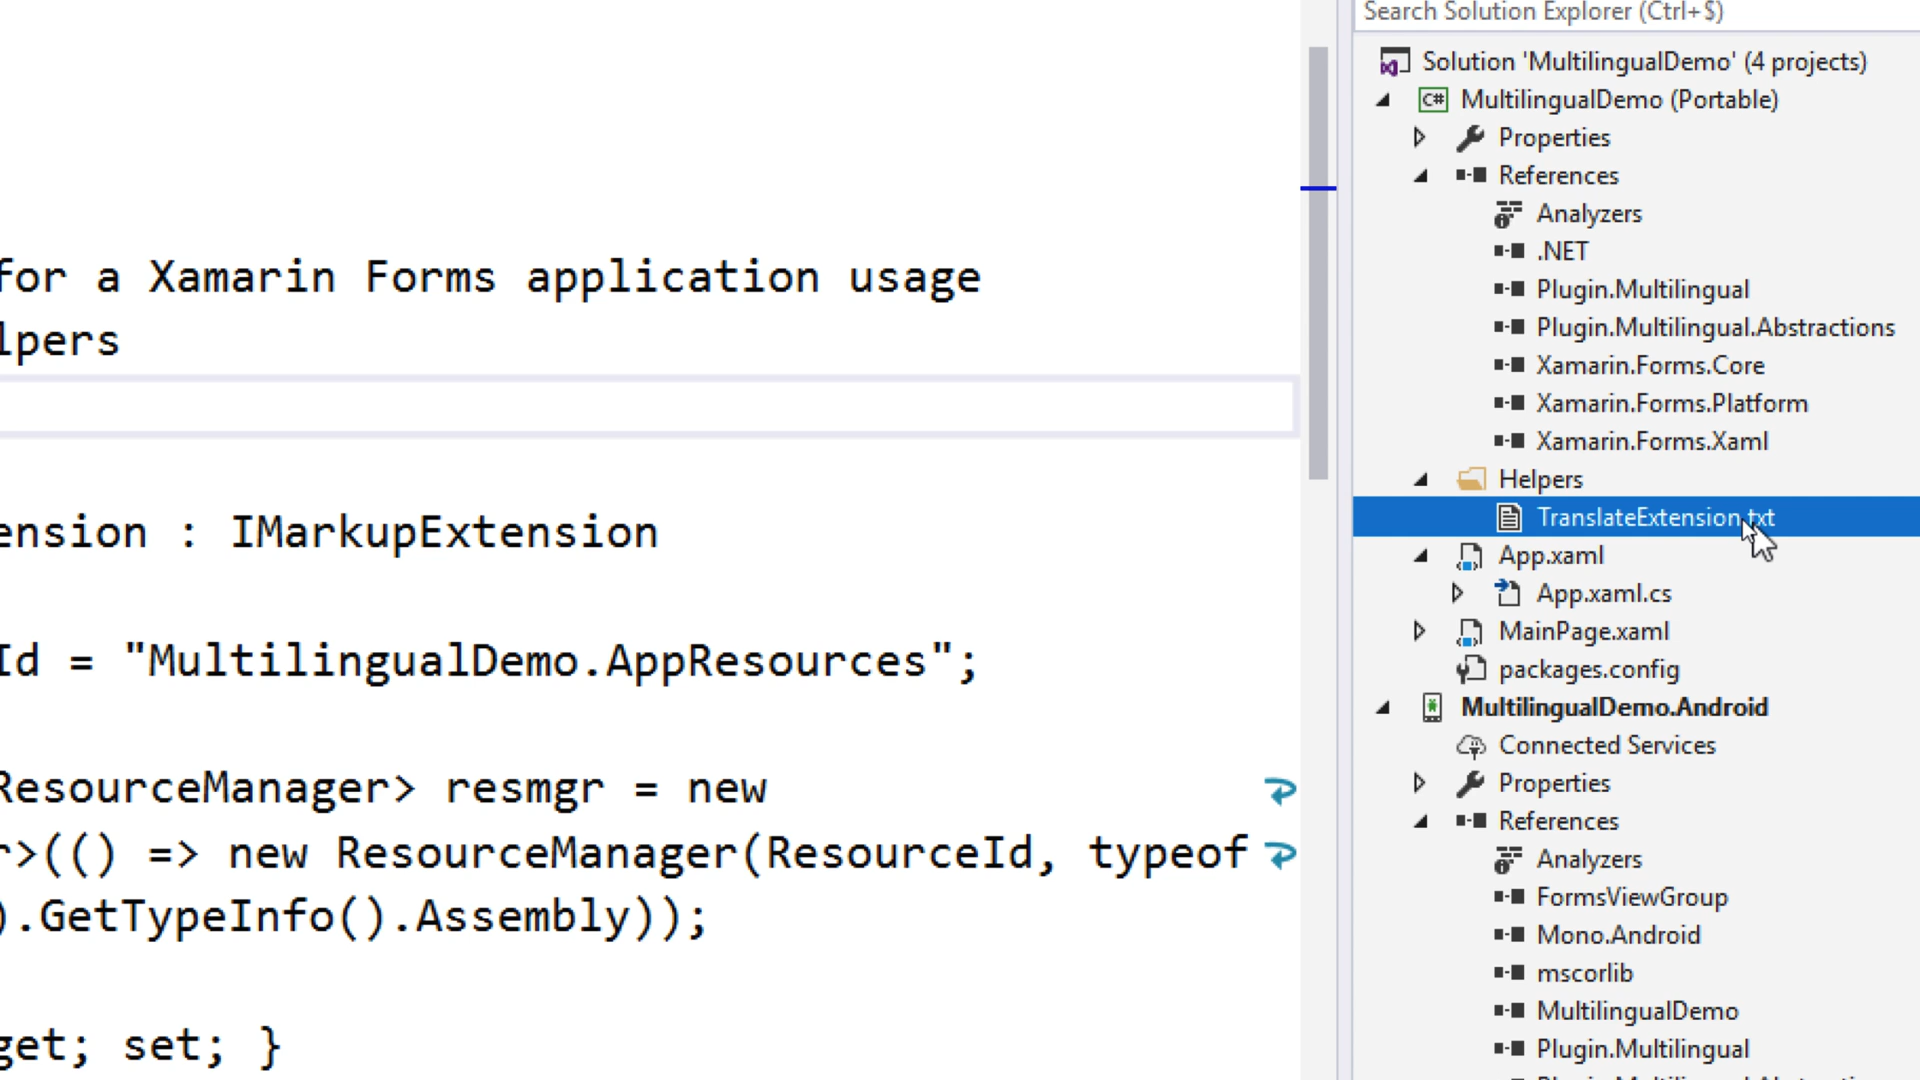 for a Xamarin Forms application usage
lpers
ension : IMarkupExtension
Id = "MultilingualDemo.AppResources";
ResourceManager> resmgr = new
r>(() => new ResourceManager(ResourceId, typeof
).GetTypeInfo().Assembly));
get; set; }
Search Solution Explorer (Ctrl+$)
Solution 'MultilingualDemo' (4 projects)
C# MultilingualDemo (Portable)
Properties
References
Analyzers
.NET
Plugin.Multilingual
Plugin.Multilingual.Abstractions
Xamarin.Forms.Core
Xamarin.Forms.Platform
Xamarin.Forms.Xaml
Helpers
TranslateExtension.txt
App.xaml
App.xaml.cs
MainPage.xaml
packages.config
MultilingualDemo.Android
Connected Services
Properties
References
Analyzers
FormsViewGroup
Mono.Android
mscorlib
MultilingualDemo
Plugin.Multilingual